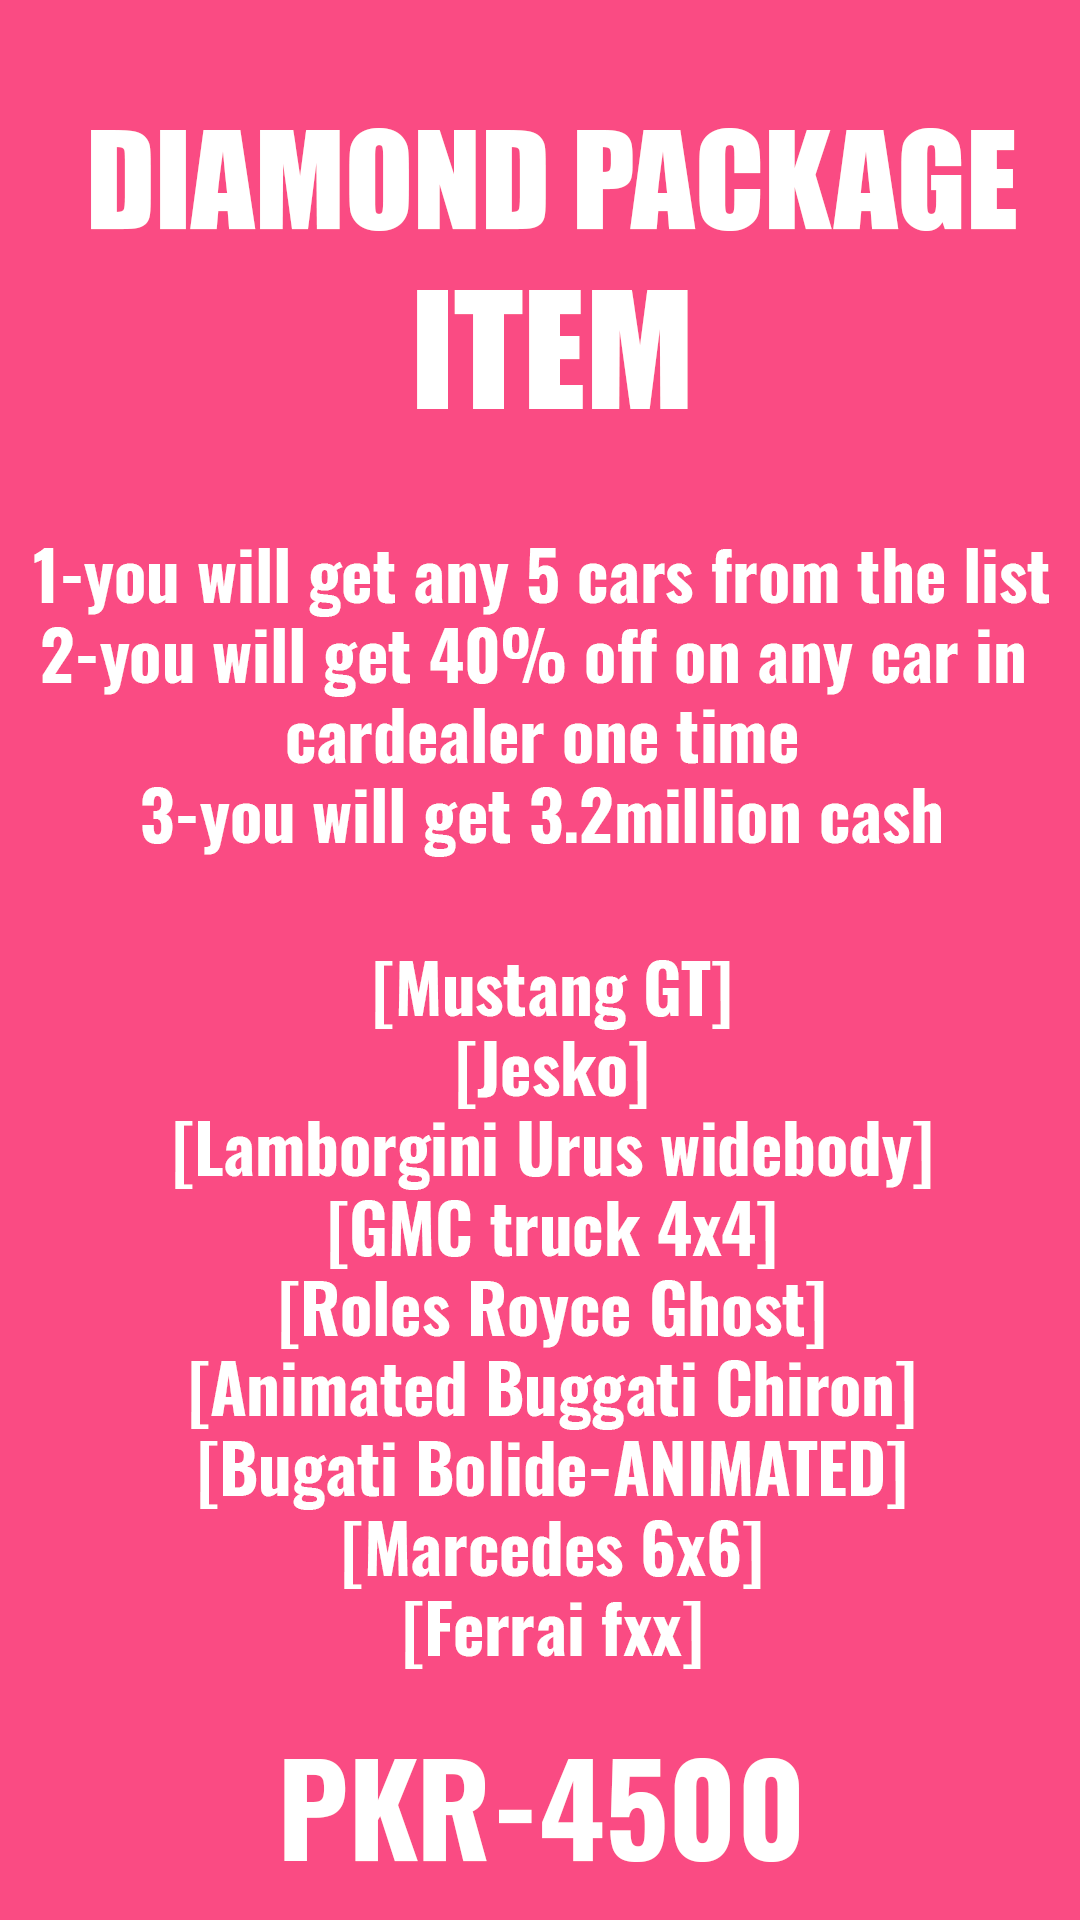 DIAMOND PACKAGE
ITEM
1-you will get any 5 cars from the list
2-you will get 40% off on any car in
cardealer one time
3-you will get 3.2million cash
[Mustang GT]
[Jesko]
[Lamborgini Urus widebody]
[GMC truck 4x4]
[Roles Royce Ghost]
[Animated Buggati Chiron]
[Bugati Bolide-ANIMATED]
[Marcedes 6x6]
[Ferrai fxx]
PKR-4500